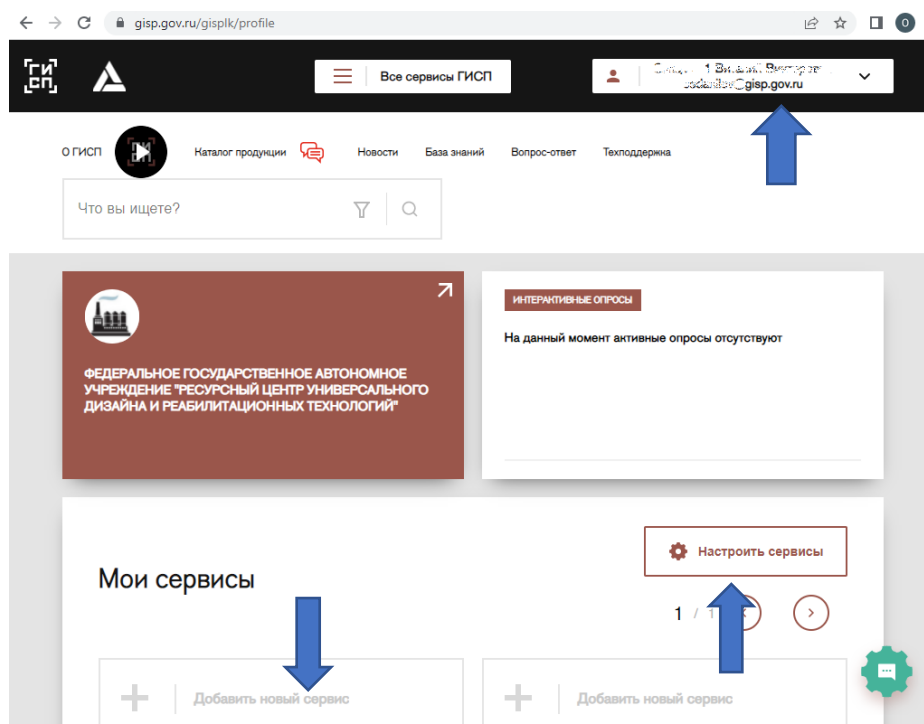 gisp.gov.ru/gisplk/profile
О
ГИСП
Все сервисы ГИСП
gisp.gov.ru
О ГИСП
Каталог продукции
Новости
База знаний
Вопрос-ответ
Техподдержка
Что вы ищете?
ФЕДЕРАЛЬНОЕ ГОСУДАРСТВЕННОЕ АВТОНОМНОЕ
УЧРЕЖДЕНИЕ "РЕСУРСНЫЙ ЦЕНТР УНИВЕРСАЛЬНОГО
ДИЗАЙНА И РЕАБИЛИТАЦИОННЫХ ТЕХНОЛОГИЙ"
ИНТЕРАКТИВНЫЕ ОПРОСЫ
На данный момент активные опросы отсутствуют
Настроить сервисы
Мои сервисы
1 / 1
Добавить новый сервис
Добавить новый сервис